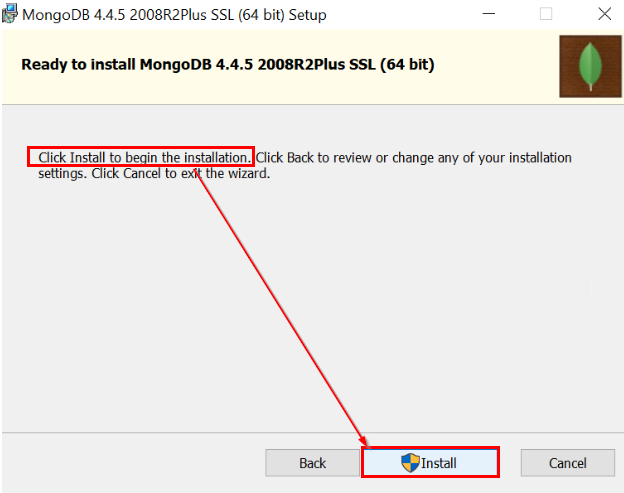 MongoDB 4.4.5 2008R2Plus SSL (64 bit) Setup
Ready to install MongoDB 4.4.5 2008R2Plus SSL (64 bit)
Click Install to begin the installation. Click Back to review or change any of your installation
settings. Click Cancel to exit the wizard.
Back
Install
Cancel